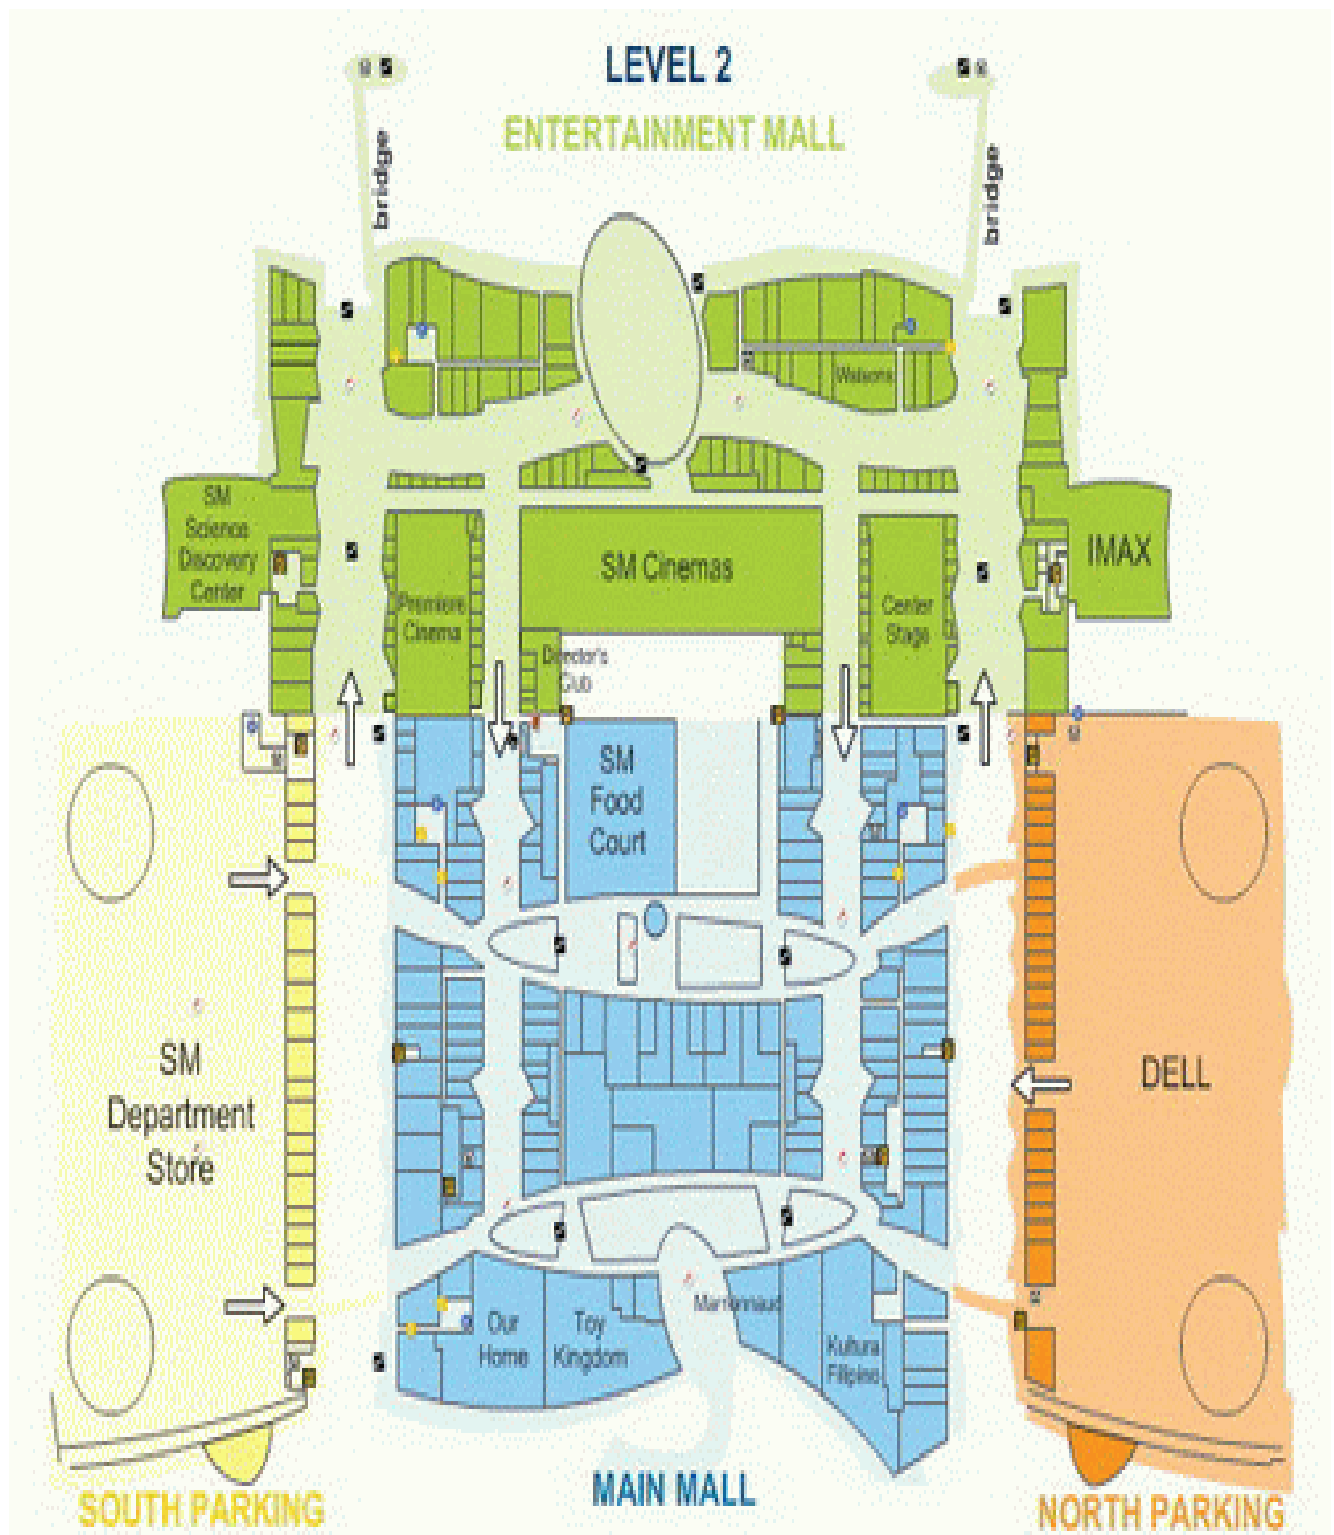 LEVEL 2
ENTERTAINMENT MALL
bridge
bridge
Watsons
SM
Science
Discovery
Center
SM Cinemas
IMAX
Premiere
Cinema
Center
Stage
Director's
Club
SM
Food
Court
SM
Department
Store
DELL
Our
Home
Toy
Kingdom
Marionnaud
Kultura
Filipino
MAIN MALL
SOUTH PARKING
NORTH PARKING